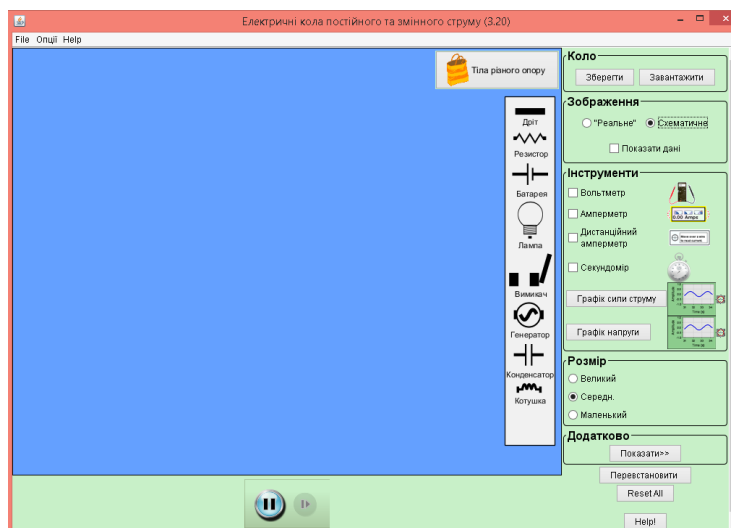 Електричні кола постійного та змінного струму (3.20)
File Опції Help
Тіла різного опору
Дріт
Резистор
Батарея
Лампа
Вимикач
Генератор
Конденсатор
Котушка
Коло
Зберегти Завантажити
Зображення
"Реальне" Схематичне
Показати дані
Інструменти
Вольтметр
Амперметр
Дистанційний
амперметр
Секундомір
Графік сили струму
Графік напруги
Розмір
Великий
Середн.
Маленький
Додатково
Показати>>
Перевстановити
Reset All
Help!